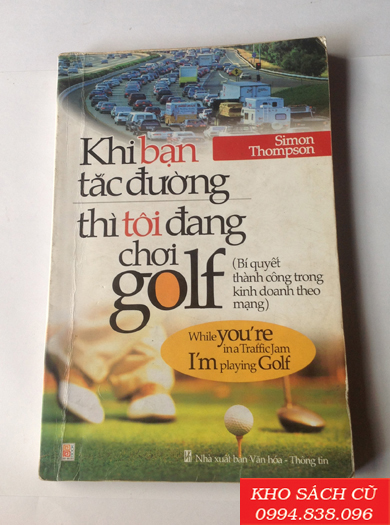 Simon
Thompson
Khi bạn
tắc đường
thì tôi đang
chơi
golf
(Bí quyết
thành công trong
kinh doanh theo
mạng)
While you're
in a Traffic Jam
I'm playing Golf
Nhà xuất bản Văn hóa - Thông tin
KHO SÁCH CŨ
0994.838.096